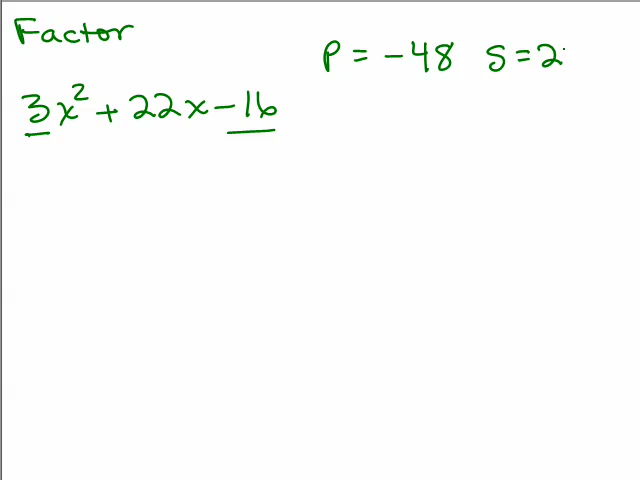 Factor
P = -48 S = 2
3x² + 22x - 16